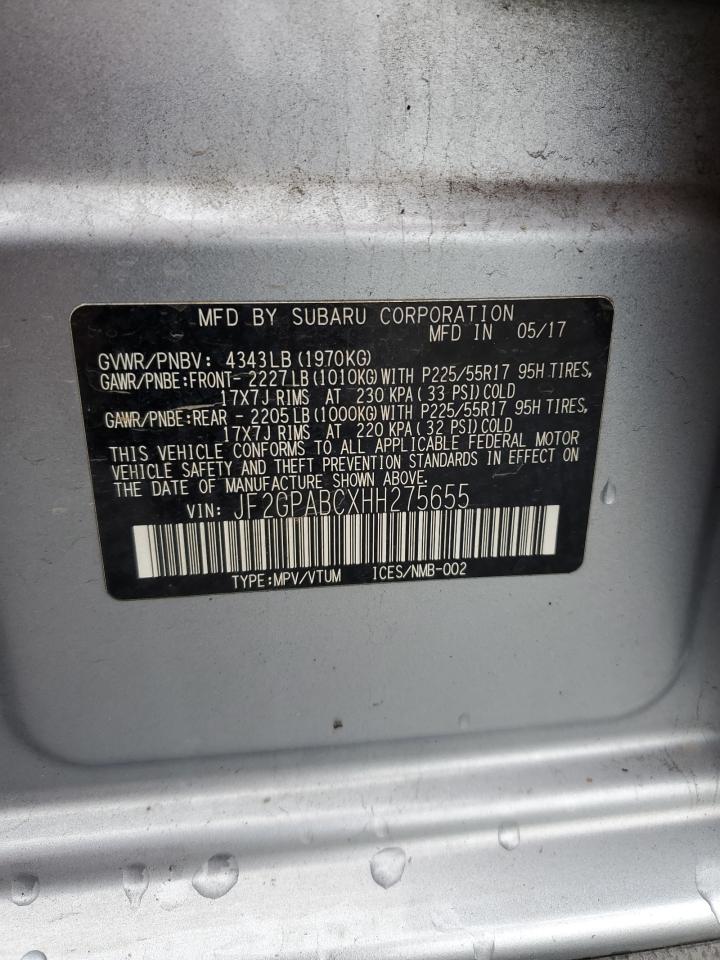 MFD BY SUBARU CORPORATION
MFD IN 05/17
GVWR/PNBV: 4343LB(1970KG)
GAWR/PNBE:FRONT-2227LB(1010KG)WITH P225/55R17 95H TIRES,
17X7J RIMS AT 230 KPA(33 PSI)COLD
GAWR/PNBE:REAR -2205LB(1000KG)WITH P225/55R17 95H TIRES,
17X7J RIMS AT 220 KPA(32 PSI)COLD
THIS VEHICLE CONFORMS TO ALL APPLICABLE FEDERAL MOTOR
VEHICLE SAFETY AND THEFT PREVENTION STANDARDS IN EFFECT ON
THE DATE OF MANUFACTURE SHOWN ABOVE.
VIN: JF2GPABCXHH275655
TYPE:MPV/VTUM ICES/NMB-002